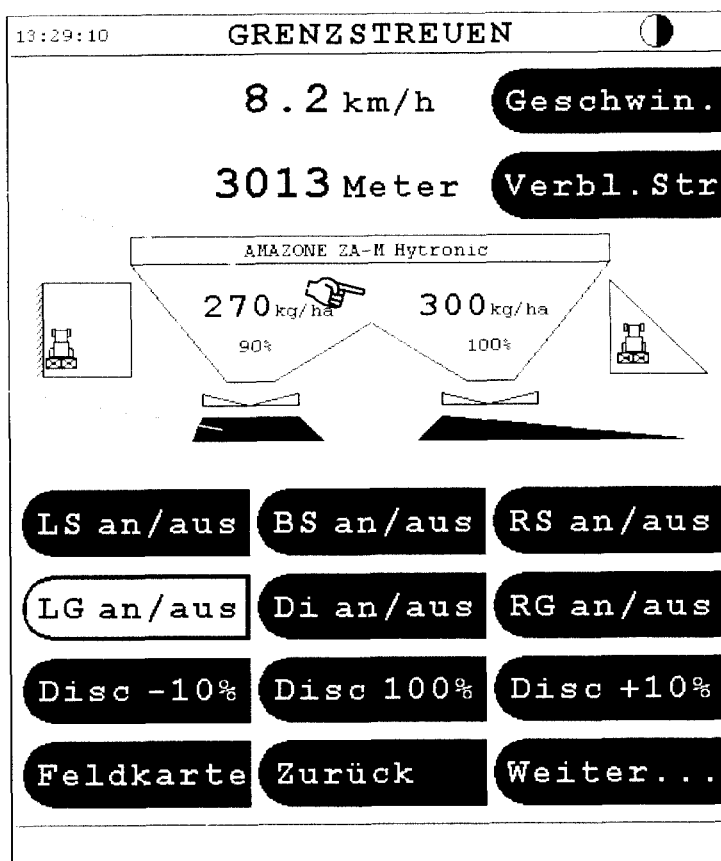 13:29:10 GRENZSTREUEN
8.2 km/h Geschwin.
3013 Meter Verbl.Str
AMAZONE ZA-M Hytronic
270 kg/ha 300 kg/ha
90% 100%
LS an/aus BS an/aus RS an/aus
LG an/aus Di an/aus RG an/aus
Disc -10% Disc 100% Disc +10%
Feldkarte Zurück Weiter...